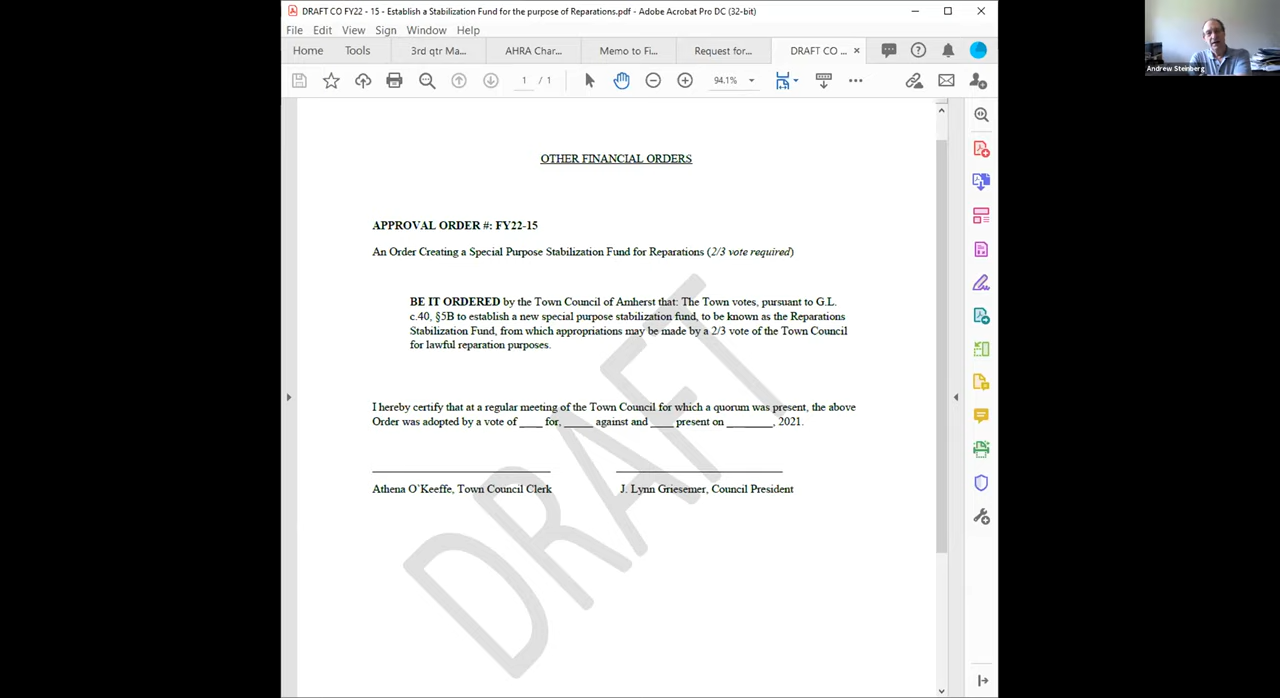 DRAFT CO FY22 - 15 - Establish a Stabilization Fund for the purpose of Reparations.pdf - Adobe Acrobat Pro DC (32-bit)
File Edit View Sign Window Help
Home Tools 3rd qtr Ma... AHRA Char... Memo to Fi... Request for... DRAFT CO ... ×
1 / 1 94.1%
Andrew Steinberg
OTHER FINANCIAL ORDERS
APPROVAL ORDER #: FY22-15
An Order Creating a Special Purpose Stabilization Fund for Reparations (2/3 vote required)
BE IT ORDERED by the Town Council of Amherst that: The Town votes, pursuant to G.L.
c.40, §5B to establish a new special purpose stabilization fund, to be known as the Reparations
Stabilization Fund, from which appropriations may be made by a 2/3 vote of the Town Council
for lawful reparation purposes.
I hereby certify that at a regular meeting of the Town Council for which a quorum was present, the above
Order was adopted by a vote of ____ for, _____ against and ____ present on ________, 2021.
Athena O`Keeffe, Town Council Clerk J. Lynn Griesemer, Council President
DRAFT